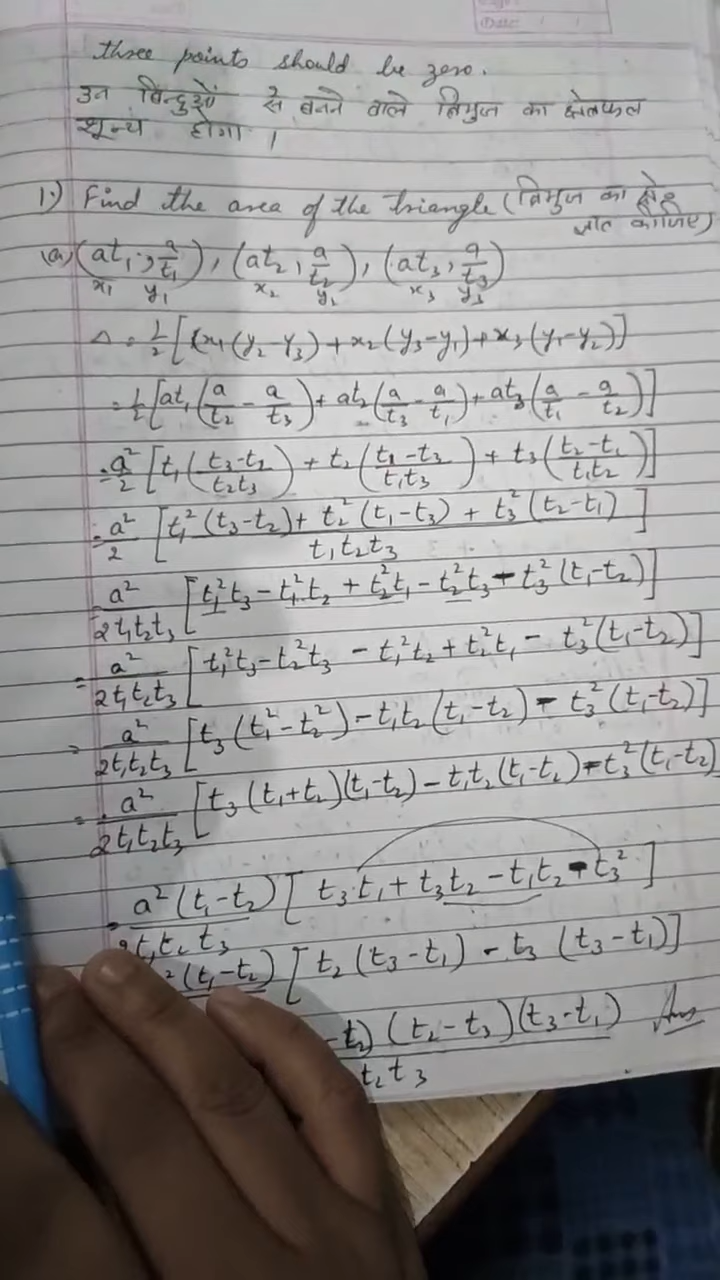 Date
three points should be zero.
उन बिन्दुओं से बनने वाले त्रिभुज का क्षेत्रफल
शून्य होगा ।
1.) Find the area of the triangle (त्रिभुज का क्षे०
ज्ञात कीजिए)
(a) (at₁, a/t₁), (at₂, a/t₂), (at₃, a/t₃)
x₁ y₁ x₂ y₂ x₃ y₃
Δ = 1/2 [x₁(y₂-y₃)+x₂(y₃-y₁)+x₃(y₁-y₂)]
= 1/2 [at₁(a/t₂ - a/t₃) + at₂(a/t₃ - a/t₁) + at₃(a/t₁ - a/t₂)]
= a²/2 [t₁((t₃-t₂)/t₂t₃) + t₂((t₁-t₃)/t₁t₃) + t₃((t₂-t₁)/t₁t₂)]
= a²/2 [(t₁²(t₃-t₂) + t₂²(t₁-t₃) + t₃²(t₂-t₁))/t₁t₂t₃]
= a²/2t₁t₂t₃ [t₁²t₃ - t₁²t₂ + t₂²t₁ - t₂²t₃ - t₃²(t₁-t₂)]
= a²/2t₁t₂t₃ [t₁²t₃ - t₂²t₃ - t₁²t₂ + t₂²t₁ - t₃²(t₁-t₂)]
= a²/2t₁t₂t₃ [t₃(t₁²-t₂²) - t₁t₂(t₁-t₂) - t₃²(t₁-t₂)]
= a²/2t₁t₂t₃ [t₃(t₁+t₂)(t₁-t₂) - t₁t₂(t₁-t₂) - t₃²(t₁-t₂)
= a²(t₁-t₂)/2t₁t₂t₃ [t₃t₁ + t₃t₂ - t₁t₂ - t₃²]
²(t₁-t₂) [t₂(t₃-t₁) - t₃(t₃-t₁)]
-t₂)(t₂-t₃)(t₃-t₁)/t₂t₃ Ans